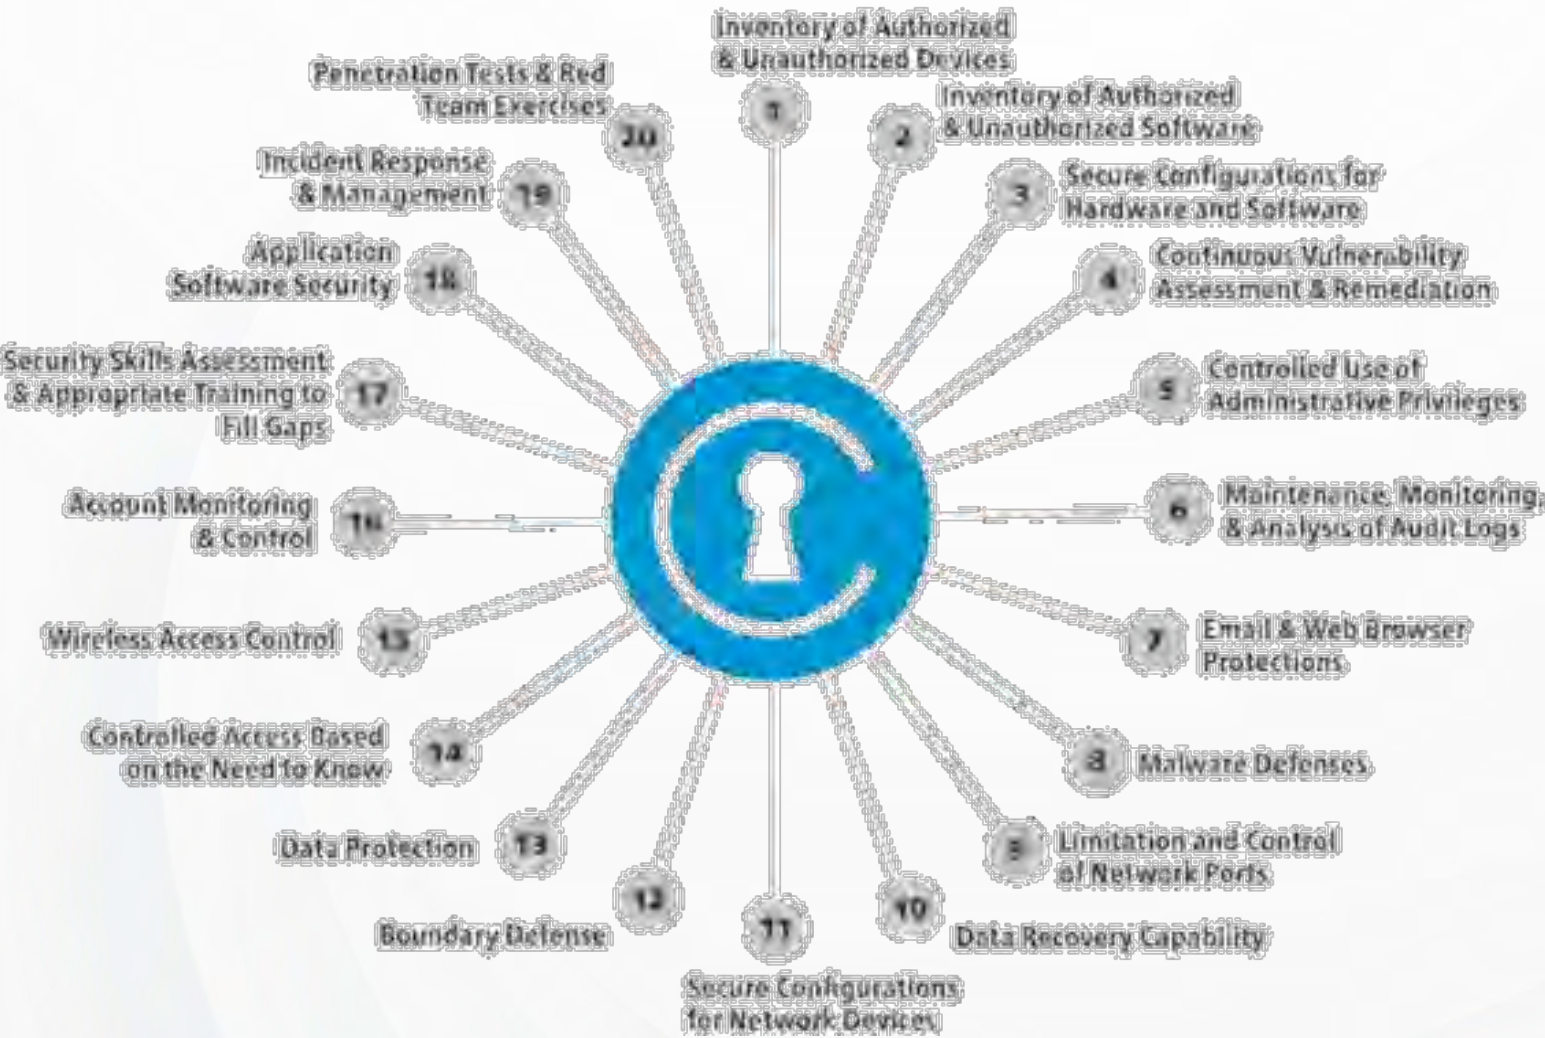 Inventory of Authorized
& Unauthorized Devices
1
Inventory of Authorized
& Unauthorized Software
2
Secure Configurations for
Hardware and Software
3
Continuous Vulnerability
Assessment & Remediation
4
Controlled Use of
Administrative Privileges
5
Maintenance, Monitoring,
& Analysis of Audit Logs
6
Email & Web Browser
Protections
7
Malware Defenses
8
Limitation and Control
of Network Ports
9
Data Recovery Capability
10
Secure Configurations
for Network Devices
11
Boundary Defense
12
Data Protection
13
Controlled Access Based
on the Need to Know
14
Wireless Access Control
15
Account Monitoring
& Control
16
Security Skills Assessment
& Appropriate Training to
Fill Gaps
17
Application
Software Security
18
Incident Response
& Management
19
Penetration Tests & Red
Team Exercises
20